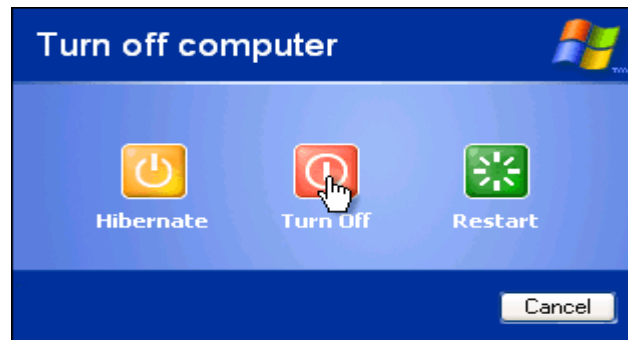 Turn off computer
Hibernate
Turn Off
Restart
Cancel